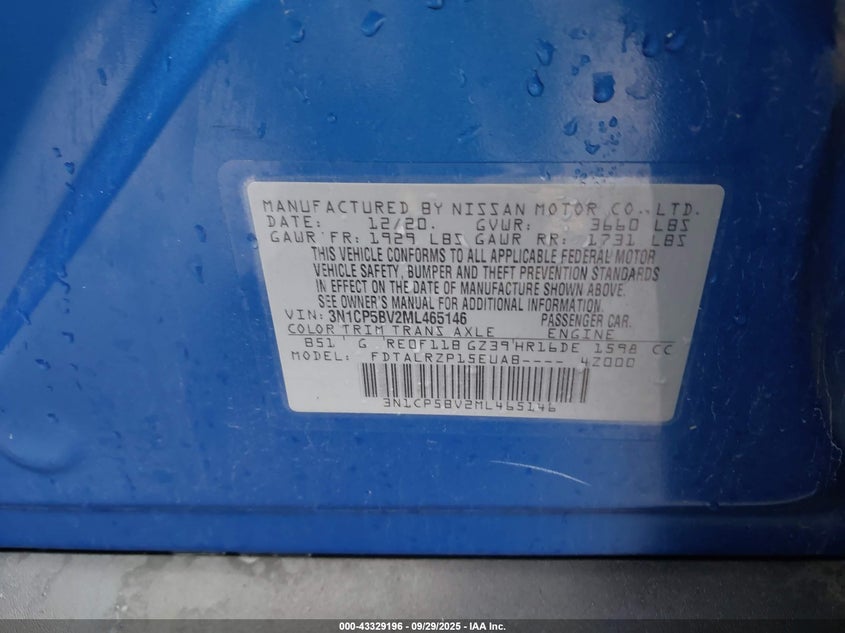 MANUFACTURED BY NISSAN MOTOR CO., LTD.
DATE: 12/20. GVWR: 3660 LBS
GAWR FR: 1929 LBS GAWR RR: 1731 LBS
THIS VEHICLE CONFORMS TO ALL APPLICABLE FEDERAL MOTOR
VEHICLE SAFETY, BUMPER AND THEFT PREVENTION STANDARDS
IN EFFECT ON THE DATE OF MANUFACTURE SHOWN ABOVE.
SEE OWNER'S MANUAL FOR ADDITIONAL INFORMATION.
VIN: 3N1CP5BV2ML465146 PASSENGER CAR.
COLOR TRIM TRANS AXLE ENGINE
B51 G RE0F11B GZ39 HR16DE 1598 CC
MODEL: FDTALRZP15EUAB---- 4Z000
3N1CP5BV2ML465146
000-43329196 - 09/29/2025 - IAA Inc.